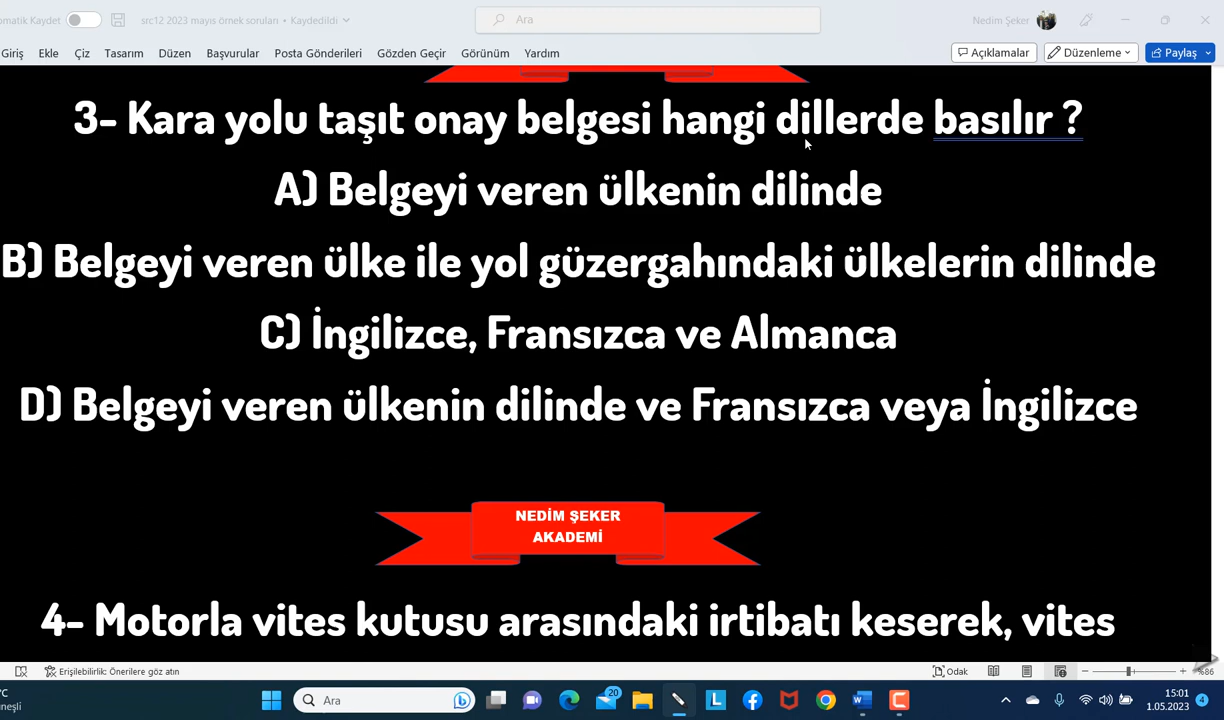 omatik Kaydet
src12 2023 mayıs örnek soruları • Kaydedildi
Ara
Nedim Şeker
Giriş Ekle Çiz Tasarım Düzen Başvurular Posta Gönderileri Gözden Geçir Görünüm Yardım Açıklamalar Düzenleme Paylaş
3- Kara yolu taşıt onay belgesi hangi dillerde basılır ?
A) Belgeyi veren ülkenin dilinde
B) Belgeyi veren ülke ile yol güzergahındaki ülkelerin dilinde
C) İngilizce, Fransızca ve Almanca
D) Belgeyi veren ülkenin dilinde ve Fransızca veya İngilizce
NEDİM ŞEKER
AKADEMİ
4- Motorla vites kutusu arasındaki irtibatı keserek, vites
Erişilebilirlik: Önerilere göz atın
Odak
%86
°C
neşli
Ara
20
15:01
1.05.2023
4